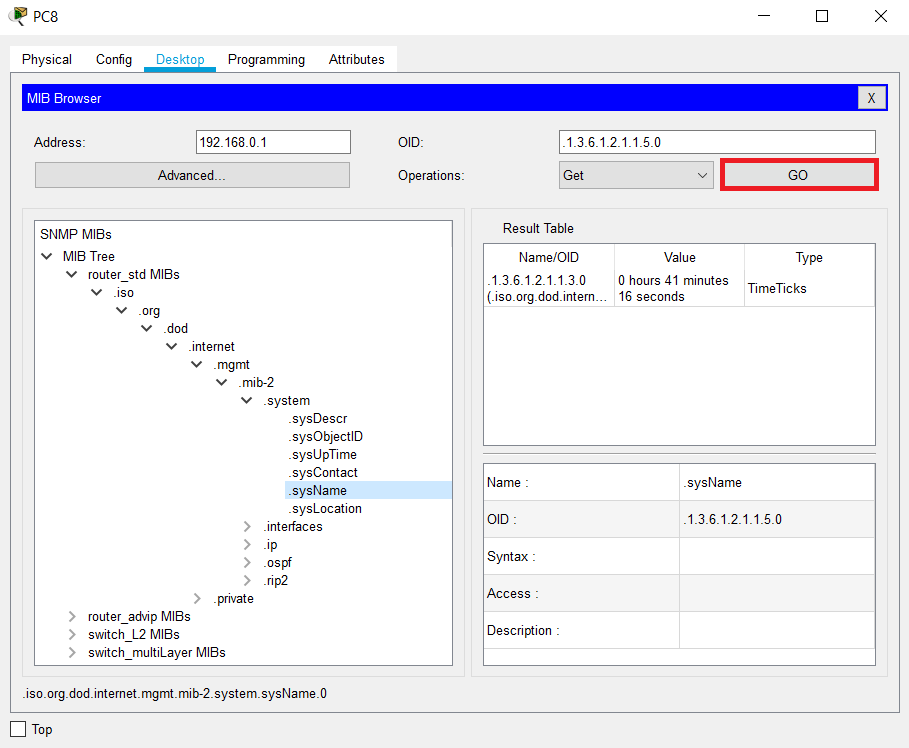 PC8
Physical Config Desktop Programming Attributes
MIB Browser X
Address: 192.168.0.1 OID: .1.3.6.1.2.1.1.5.0
Advanced... Operations: Get GO
SNMP MIBs
MIB Tree
router_std MIBs
.iso
.org
.dod
.internet
.mgmt
.mib-2
.system
.sysDescr
.sysObjectID
.sysUpTime
.sysContact
.sysName
.sysLocation
.interfaces
.ip
.ospf
.rip2
.private
router_advip MIBs
switch_L2 MIBs
switch_multiLayer MIBs
Result Table
Name/OID Value Type
.1.3.6.1.2.1.1.3.0 0 hours 41 minutes
(.iso.org.dod.intern... 16 seconds TimeTicks
Name : .sysName
OID : .1.3.6.1.2.1.1.5.0
Syntax :
Access :
Description :
.iso.org.dod.internet.mgmt.mib-2.system.sysName.0
Top